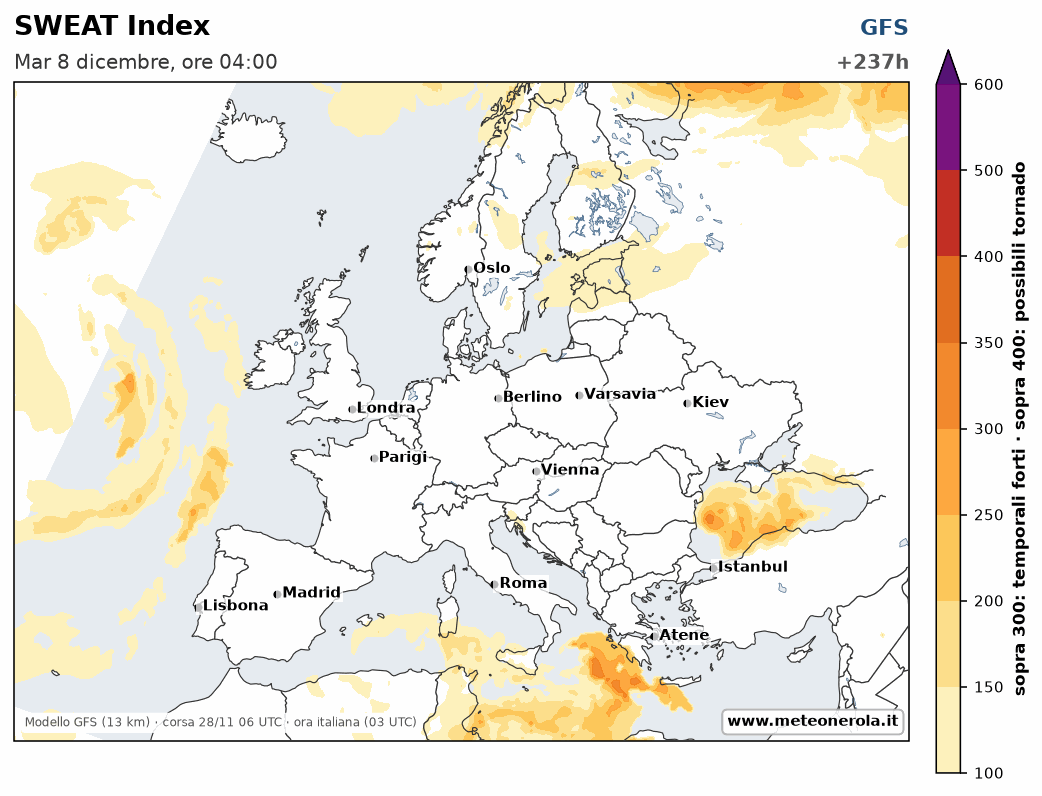 SWEAT Index
GFS
Mar 8 dicembre, ore 04:00
+237h
Oslo
Londra
Berlino
Varsavia
Kiev
Parigi
Vienna
Istanbul
Madrid
Roma
Lisbona
Atene
Modello GFS (13 km) · corsa 28/11 06 UTC · ora italiana (03 UTC)
www.meteonerola.it
600
500
400
350
300
250
200
150
100
sopra 300: temporali forti · sopra 400: possibili tornado